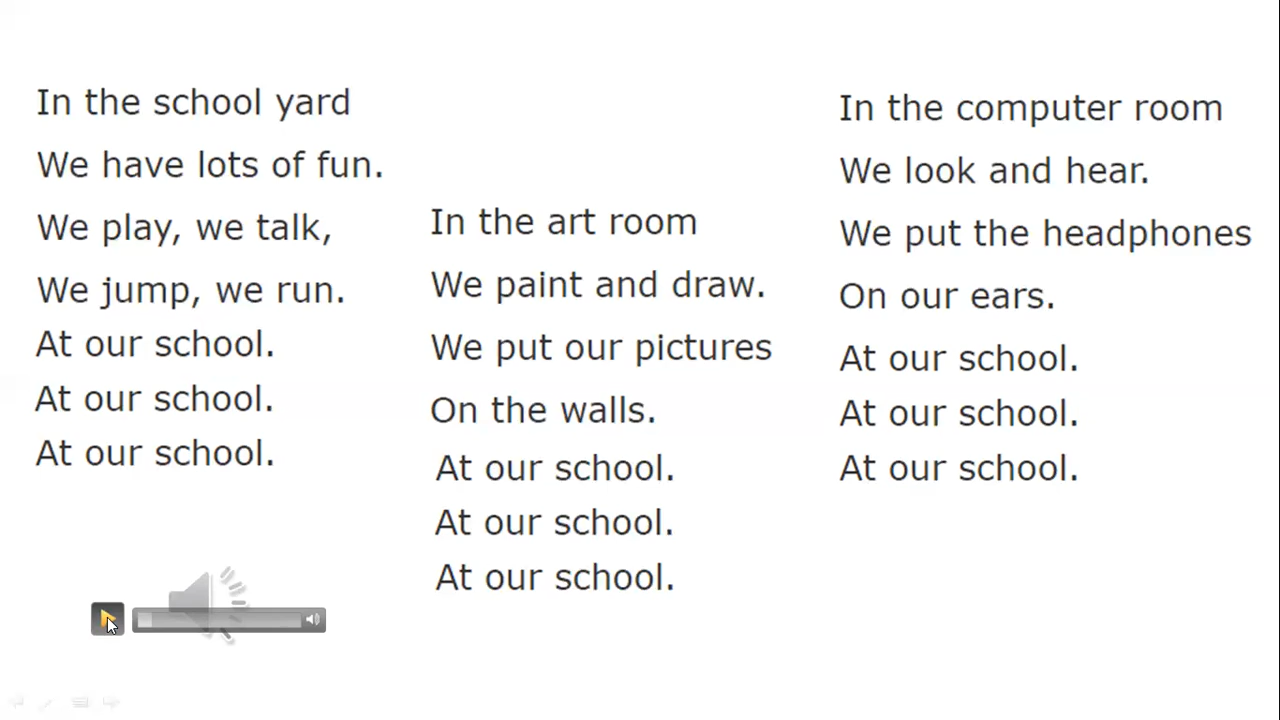 In the school yard
We have lots of fun.
We play, we talk,
We jump, we run.
At our school.
At our school.
At our school.
In the art room
We paint and draw.
We put our pictures
On the walls.
At our school.
At our school.
At our school.
In the computer room
We look and hear.
We put the headphones
On our ears.
At our school.
At our school.
At our school.